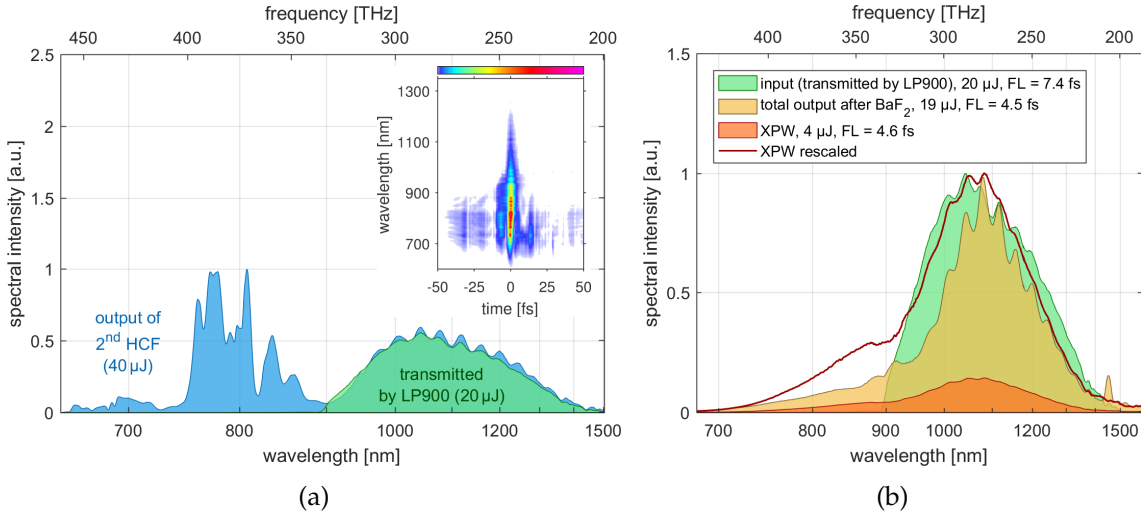 frequency [THz]
450 400 350 300 250 200
2.5
2
1.5
1
0.5
0
spectral intensity [a.u.]
700 800 1000 1200 1500
wavelength [nm]
output of
2nd HCF
(40 µJ)
transmitted
by LP900 (20 µJ)
1300
1100
900
700
wavelength [nm]
-50 -25 0 25 50
time [fs]
(a)
frequency [THz]
400 350 300 250 200
1.5
1
0.5
0
spectral intensity [a.u.]
700 800 900 1000 1200 1500
wavelength [nm]
input (transmitted by LP900), 20 µJ, FL = 7.4 fs
total output after BaF2, 19 µJ, FL = 4.5 fs
XPW, 4 µJ, FL = 4.6 fs
XPW rescaled
(b)